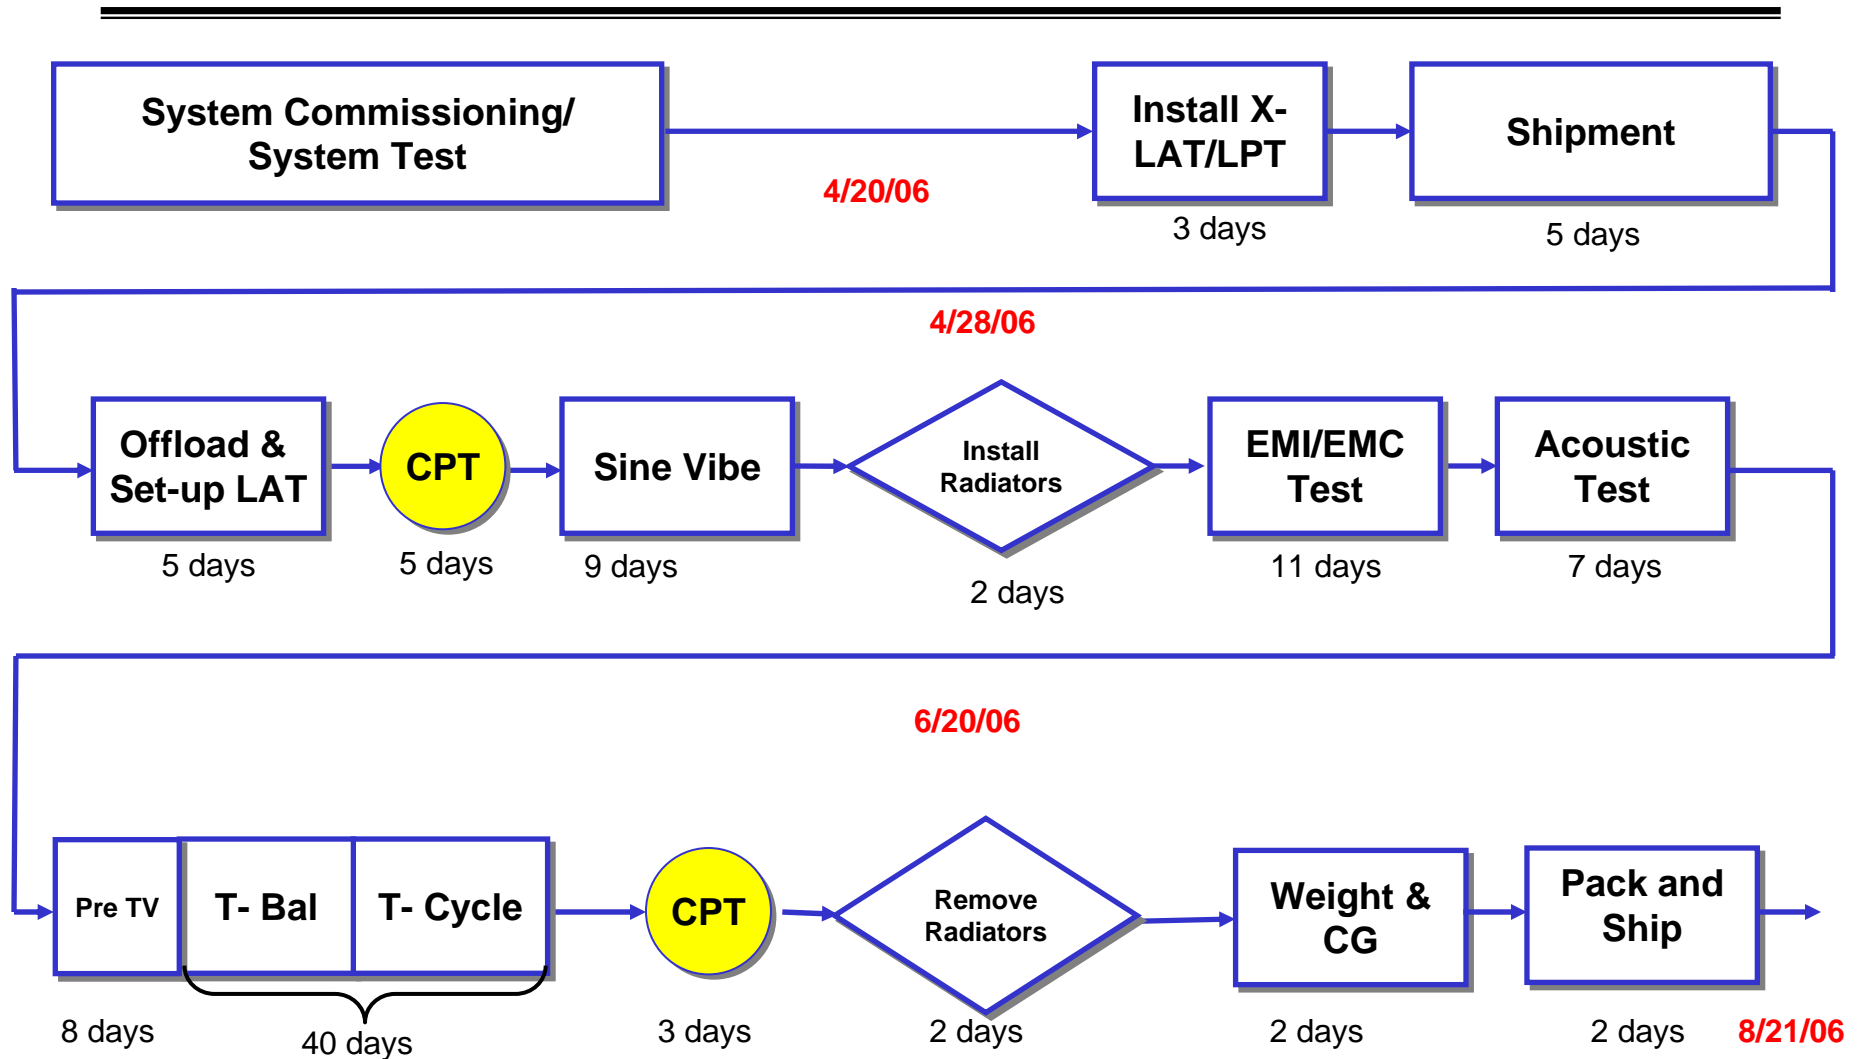 System Commissioning/
System Test
Install X-
LAT/LPT
Shipment
4/20/06
3 days
5 days
4/28/06
Offload &
Set-up LAT
CPT
Sine Vibe
Install
Radiators
EMI/EMC
Test
Acoustic
Test
5 days
5 days
9 days
2 days
11 days
7 days
6/20/06
Pre TV
T- Bal
T- Cycle
CPT
Remove
Radiators
Weight &
CG
Pack and
Ship
8 days
40 days
3 days
2 days
2 days
2 days
8/21/06